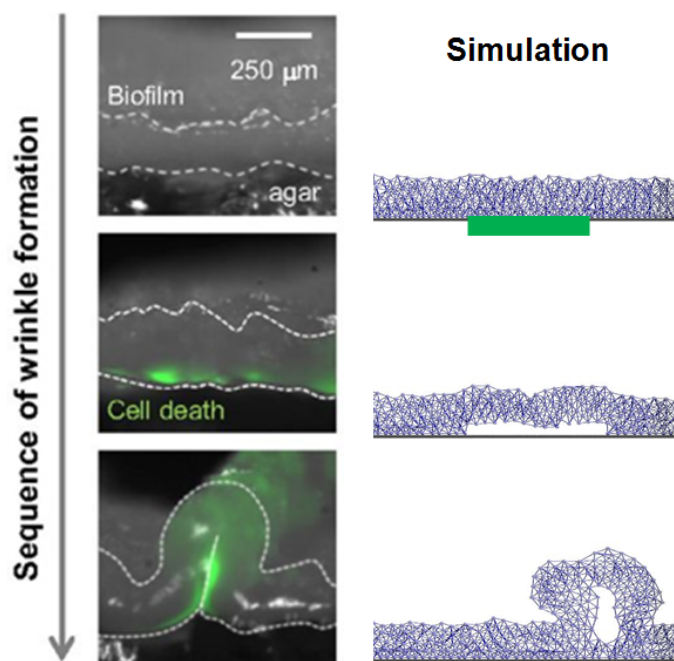 Sequence of wrinkle formation
250 μm
Biofilm
agar
Cell death
Simulation